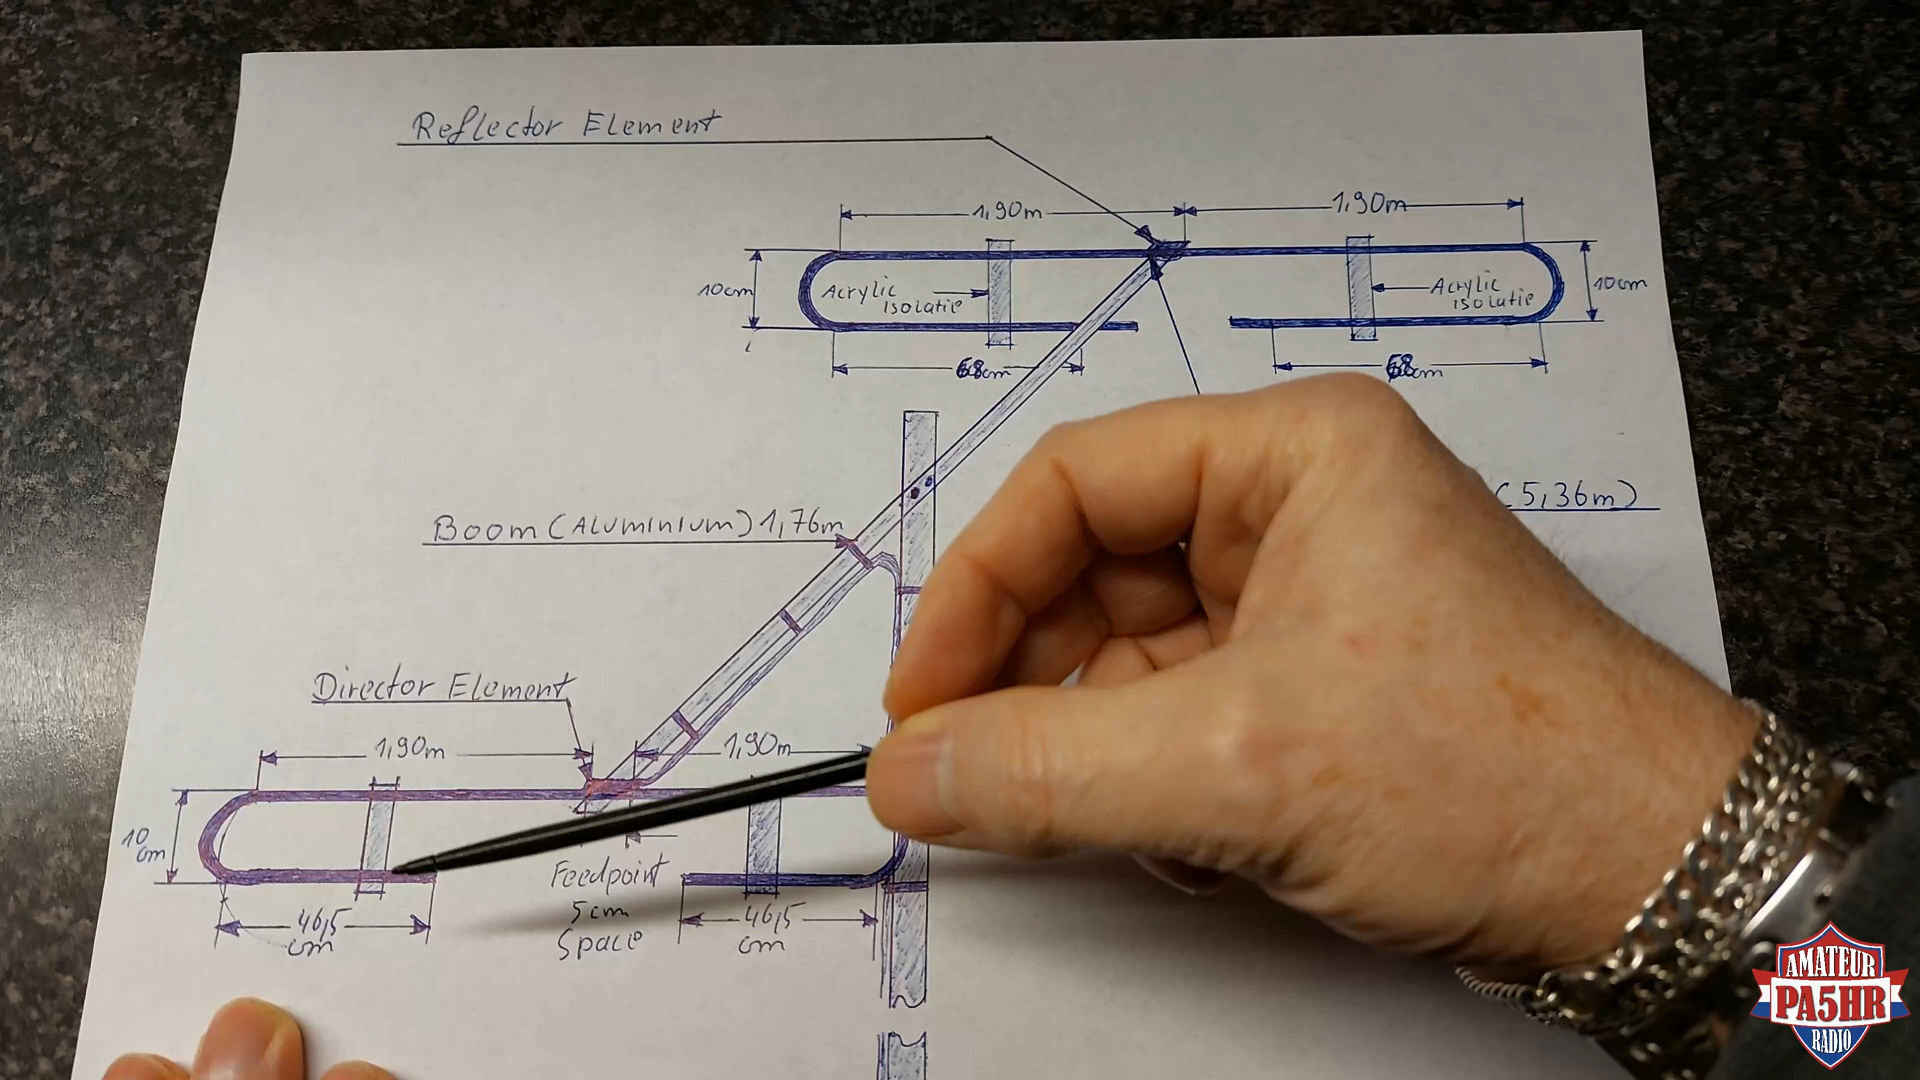 Reflector Element
1,90m 1,90m
10cm Acrylic
isolatie
Acrylic
isolatie 10cm
68cm 68cm
(5,36m)
Boom (Aluminium) 1,76m
Director Element
1,90m 1,90m
10
cm
Feedpoint
5cm
Space
46,5
cm
46,5
cm
AMATEUR
PA5HR
RADIO